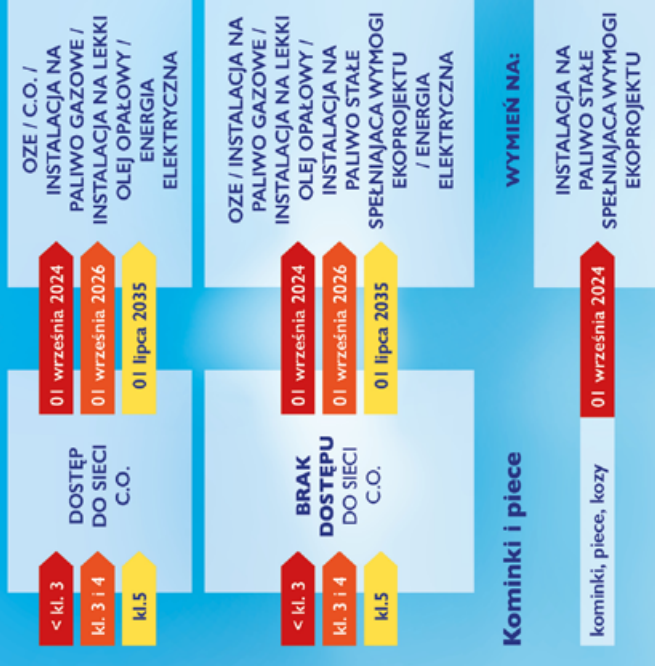 < kl. 3
kl. 3 i 4
kl.5
DOSTĘP
DO SIECI
C.O.
01 września 2024
01 września 2026
01 lipca 2035
OZE / C.O. /
INSTALACJA NA
PALIWO GAZOWE /
INSTALACJA NA LEKKI
OLEJ OPAŁOWY /
ENERGIA
ELEKTRYCZNA
< kl. 3
kl. 3 i 4
kl.5
BRAK
DOSTĘPU
DO SIECI
C.O.
01 września 2024
01 września 2026
01 lipca 2035
OZE / INSTALACJA NA
PALIWO GAZOWE /
INSTALACJA NA LEKKI
OLEJ OPAŁOWY /
INSTALACJA NA
PALIWO STAŁE
SPEŁNIAJACA WYMOGI
EKOPROJEKTU
/ ENERGIA
ELEKTRYCZNA
Kominki i piece
WYMIEŃ NA:
kominki, piece, kozy
01 września 2024
INSTALACJA NA
PALIWO STAŁE
SPEŁNIAJĄCA WYMOGI
EKOPROJEKTU